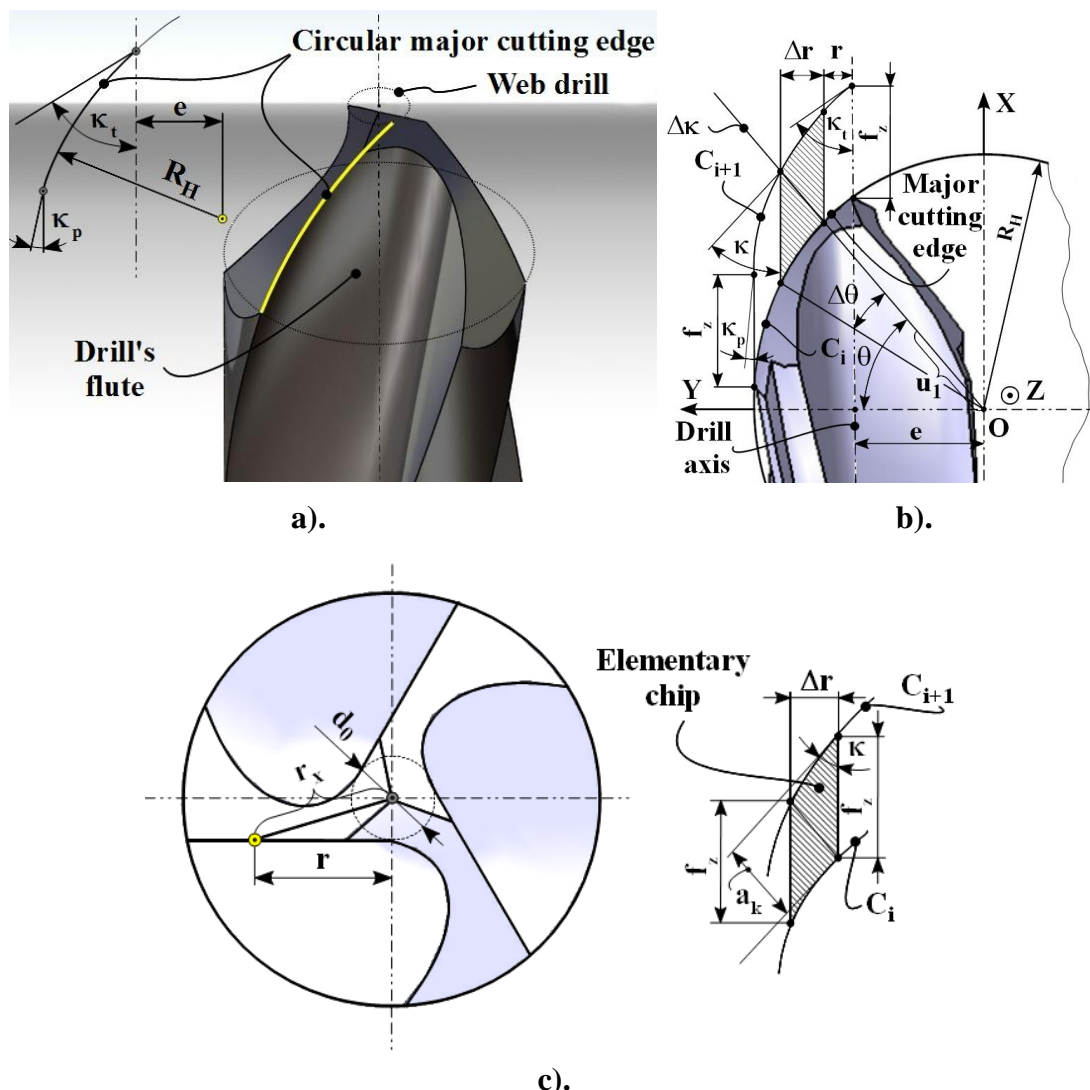 Circular major cutting edge
Web drill
e
κt
RH
κp
Drill's
flute
a).
Δr
r
Δκ
κt
fz
X
Ci+1
Major
cutting
edge
RH
κ
Δθ
fz
κp
Ci
θ
u1
Y
Z
O
Drill
axis
e
b).
d0
rx
r
Elementary
chip
Δr
Ci+1
κ
fz
fz
ak
Ci
c).